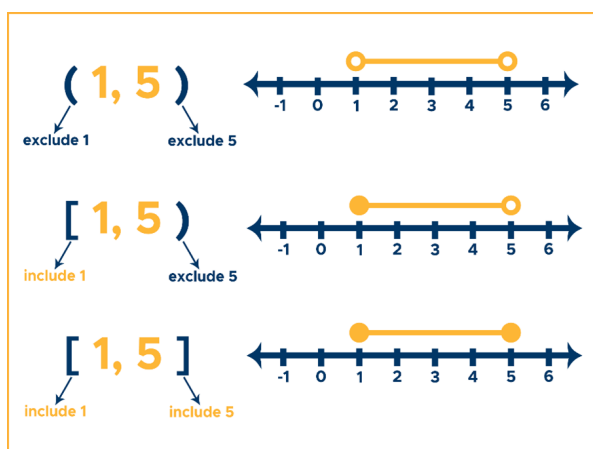 ( 1, 5 )
exclude 1
exclude 5
-1 0 1 2 3 4 5 6
[ 1, 5 )
include 1
exclude 5
-1 0 1 2 3 4 5 6
[ 1, 5 ]
include 1
include 5
-1 0 1 2 3 4 5 6